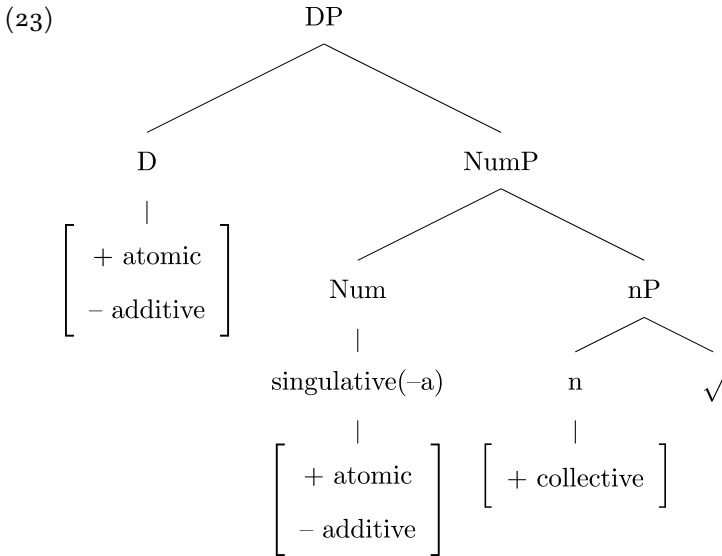 (23)
DP
D NumP
+ atomic
– additive
Num nP
singulative(–a) n √
+ atomic
– additive
+ collective